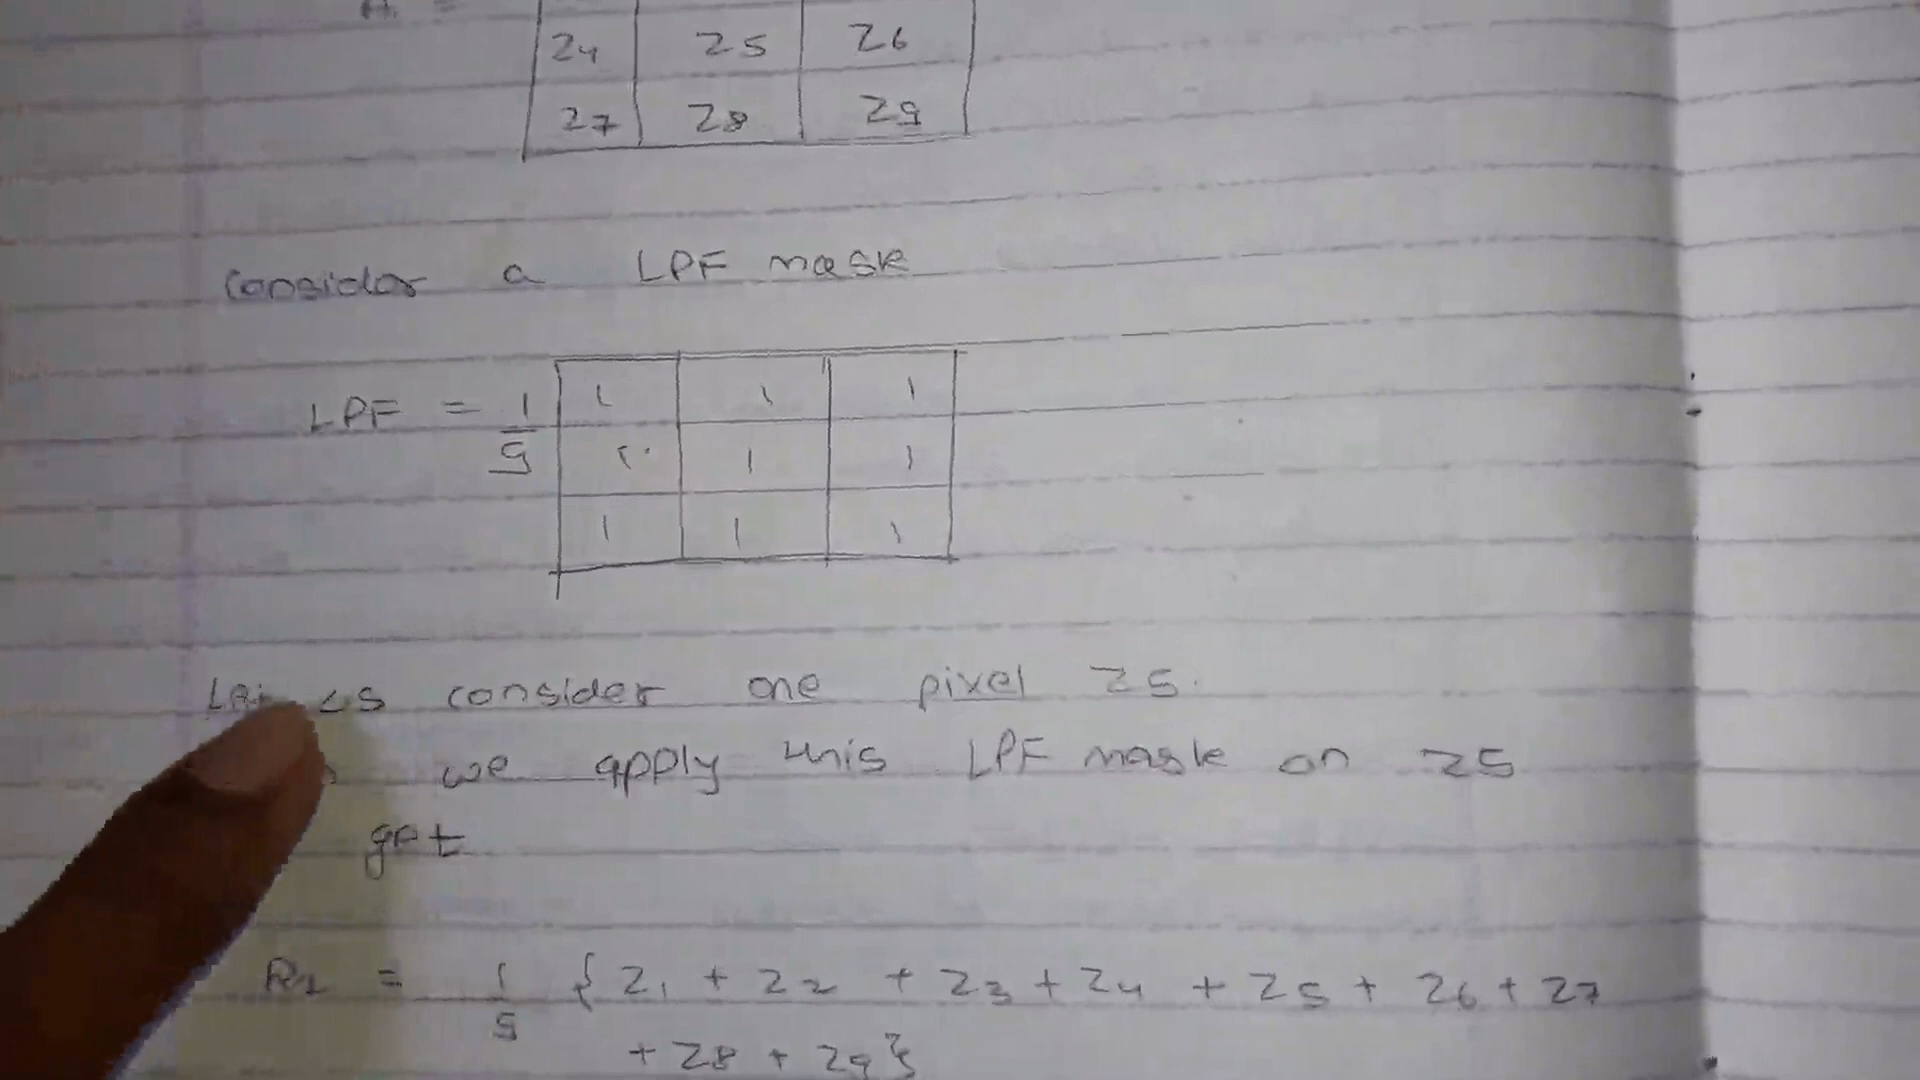 Z4 Z5 Z6
Z7 Z8 Z9
Consider a LPF mask
LPF = 1/9
1 1 1
1 1 1
1 1 1
Let us consider one pixel Z5.
we apply this LPF mask on Z5
get
R1 = 1/9 {Z1 + Z2 + Z3 + Z4 + Z5 + Z6 + Z7
+ Z8 + Z9}